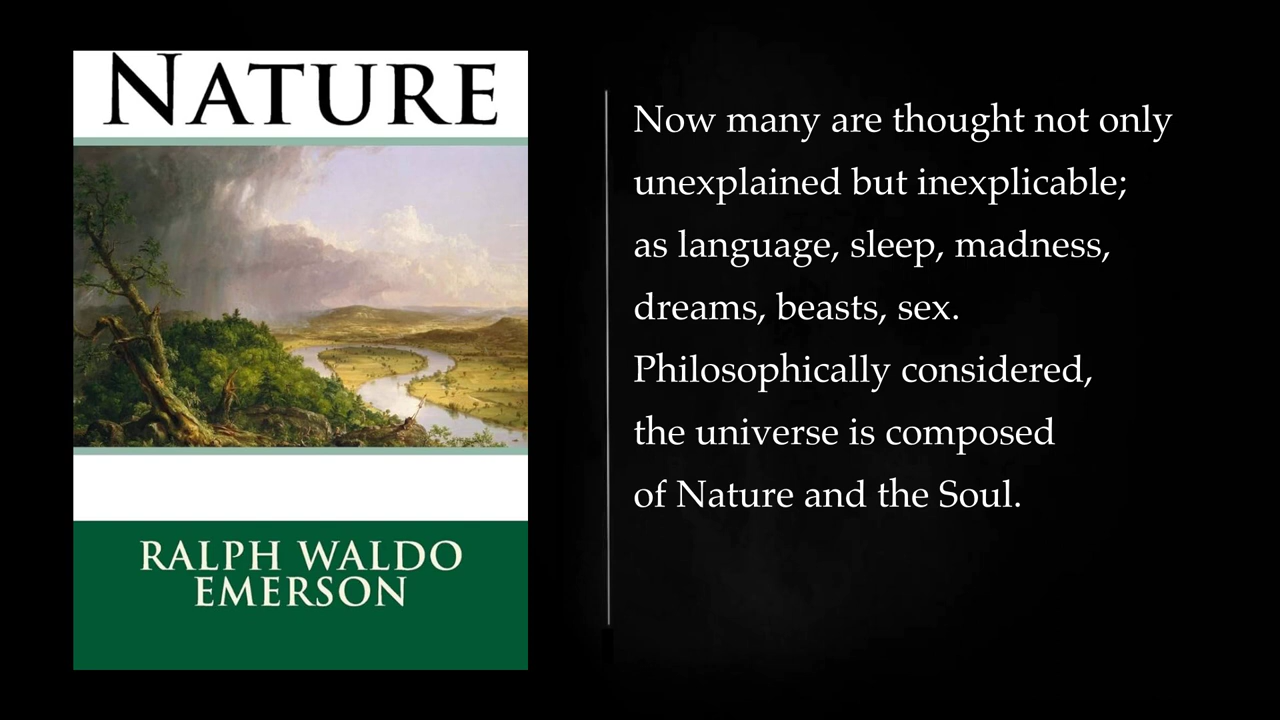 NATURE
RALPH WALDO
EMERSON
Now many are thought not only
unexplained but inexplicable;
as language, sleep, madness,
dreams, beasts, sex.
Philosophically considered,
the universe is composed
of Nature and the Soul.